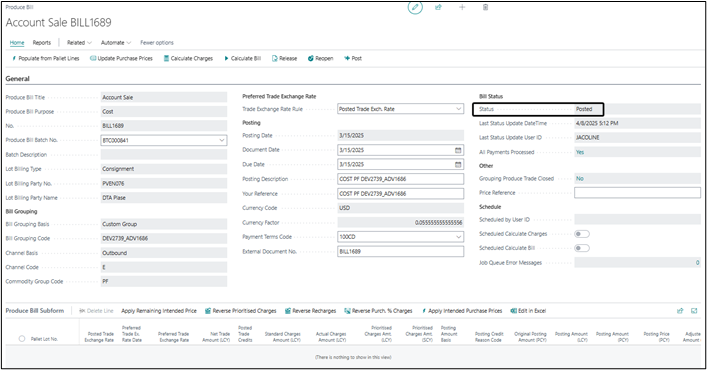 Produce Bill
Account Sale BILL1689
Home Reports Related Automate Fewer options
Populate from Pallet Lines Update Purchase Prices Calculate Charges Calculate Bill Release Reopen Post
General
Produce Bill Title Account Sale
Produce Bill Purpose Cost
No. BILL1689
Produce Bill Batch No. BTC000841
Batch Description
Lot Billing Type Consignment
Lot Billing Party No. PVEN076
Lot Billing Party Name DTA Plase
Bill Grouping
Bill Grouping Basis Custom Group
Bill Grouping Code DEV2739_ADV1686
Channel Basis Outbound
Channel Code E
Commodity Group Code PF
Preferred Trade Exchange Rate
Trade Exchange Rate Rule Posted Trade Exch. Rate
Posting
Posting Date 3/15/2025
Document Date 3/15/2025
Due Date 3/15/2025
Posting Description COST PF DEV2739_ADV1686
Your Reference COST PF DEV2739_ADV1686
Currency Code USD
Currency Factor 0.055555555555556
Payment Terms Code 100CD
External Document No. BILL1689
Bill Status
Status Posted
Last Status Update DateTime 4/8/2025 5:12 PM
Last Status Update User ID JACOLINE
All Payments Processed Yes
Other
Grouping Produce Trade Closed No
Price Reference
Schedule
Scheduled by User ID
Scheduled Calculate Charges
Scheduled Calculate Bill
Job Queue Error Messages 0
Produce Bill Subform Delete Line Apply Remaining Intended Price Reverse Prioritised Charges Reverse Recharges Reverse Purch. % Charges Apply Intended Purchase Prices Edit in Excel
Pallet Lot No. Posted Trade Exchange Rate Preferred Trade Ex. Rate Date Preferred Trade Exchange Rate Net Trade Amount (LCY) Posted Trade Credits Standard Charges Amount (LCY) Actual Charges Amount (LCY) Prioritised Charges Amt. (LCY) Prioritised Charges Amt. (SCY) Posting Amount Basis Posting Credit Reason Code Original Posting Amount (PCY) Posting Amount (LCY) Posting Amount (PCY) Posting Price (PCY) Adjuste Amount
(There is nothing to show in this view)